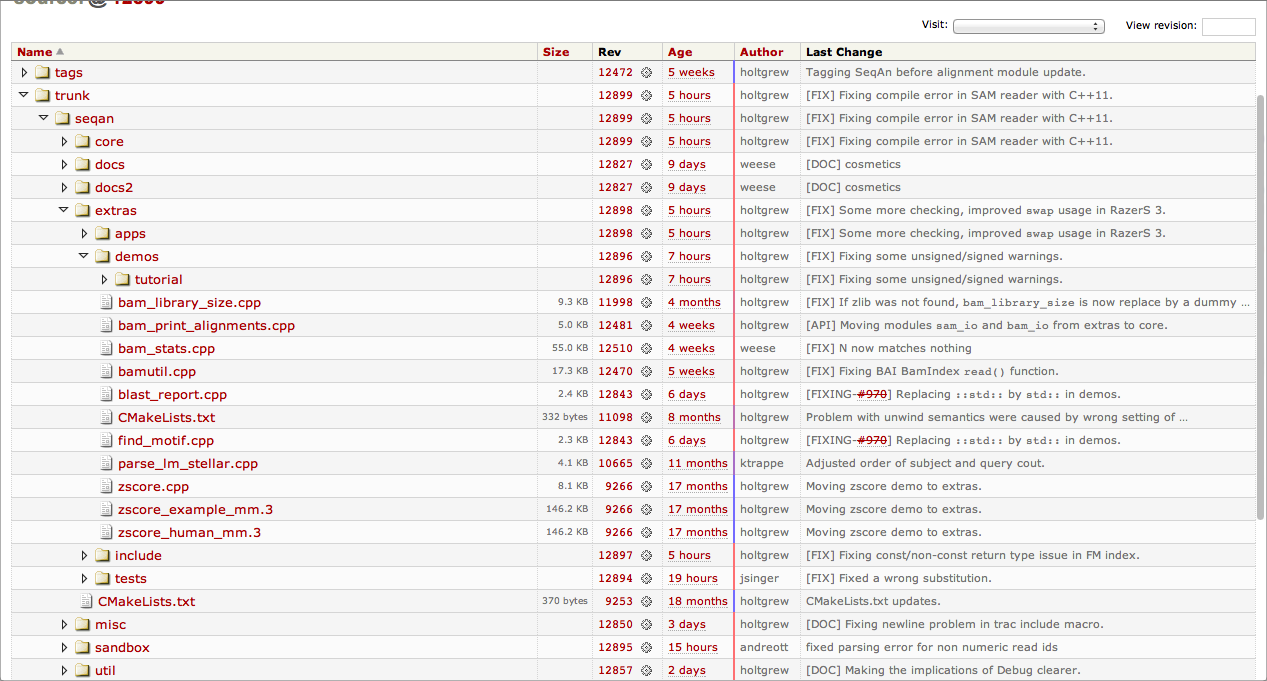 source: @ 12899
Visit: View revision:
Name Size Rev Age Author Last Change
tags 12472 5 weeks holtgrew Tagging SeqAn before alignment module update.
trunk 12899 5 hours holtgrew [FIX] Fixing compile error in SAM reader with C++11.
seqan 12899 5 hours holtgrew [FIX] Fixing compile error in SAM reader with C++11.
core 12899 5 hours holtgrew [FIX] Fixing compile error in SAM reader with C++11.
docs 12827 9 days weese [DOC] cosmetics
docs2 12827 9 days weese [DOC] cosmetics
extras 12898 5 hours holtgrew [FIX] Some more checking, improved swap usage in RazerS 3.
apps 12898 5 hours holtgrew [FIX] Some more checking, improved swap usage in RazerS 3.
demos 12896 7 hours holtgrew [FIX] Fixing some unsigned/signed warnings.
tutorial 12896 7 hours holtgrew [FIX] Fixing some unsigned/signed warnings.
bam_library_size.cpp 9.3 KB 11998 4 months holtgrew [FIX] If zlib was not found, bam_library_size is now replace by a dummy ...
bam_print_alignments.cpp 5.0 KB 12481 4 weeks holtgrew [API] Moving modules sam_io and bam_io from extras to core.
bam_stats.cpp 55.0 KB 12510 4 weeks weese [FIX] N now matches nothing
bamutil.cpp 17.3 KB 12470 5 weeks holtgrew [FIX] Fixing BAI BamIndex read() function.
blast_report.cpp 2.4 KB 12843 6 days holtgrew [FIXING-#970] Replacing ::std:: by std:: in demos.
CMakeLists.txt 332 bytes 11098 8 months holtgrew Problem with unwind semantics were caused by wrong setting of ...
find_motif.cpp 2.3 KB 12843 6 days holtgrew [FIXING-#970] Replacing ::std:: by std:: in demos.
parse_lm_stellar.cpp 4.1 KB 10665 11 months ktrappe Adjusted order of subject and query cout.
zscore.cpp 8.1 KB 9266 17 months holtgrew Moving zscore demo to extras.
zscore_example_mm.3 146.2 KB 9266 17 months holtgrew Moving zscore demo to extras.
zscore_human_mm.3 146.2 KB 9266 17 months holtgrew Moving zscore demo to extras.
include 12897 5 hours holtgrew [FIX] Fixing const/non-const return type issue in FM index.
tests 12894 19 hours jsinger [FIX] Fixed a wrong substitution.
CMakeLists.txt 370 bytes 9253 18 months holtgrew CMakeLists.txt updates.
misc 12850 3 days holtgrew [DOC] Fixing newline problem in trac include macro.
sandbox 12895 15 hours andreott fixed parsing error for non numeric read ids
util 12857 2 days holtgrew [DOC] Making the implications of Debug clearer.